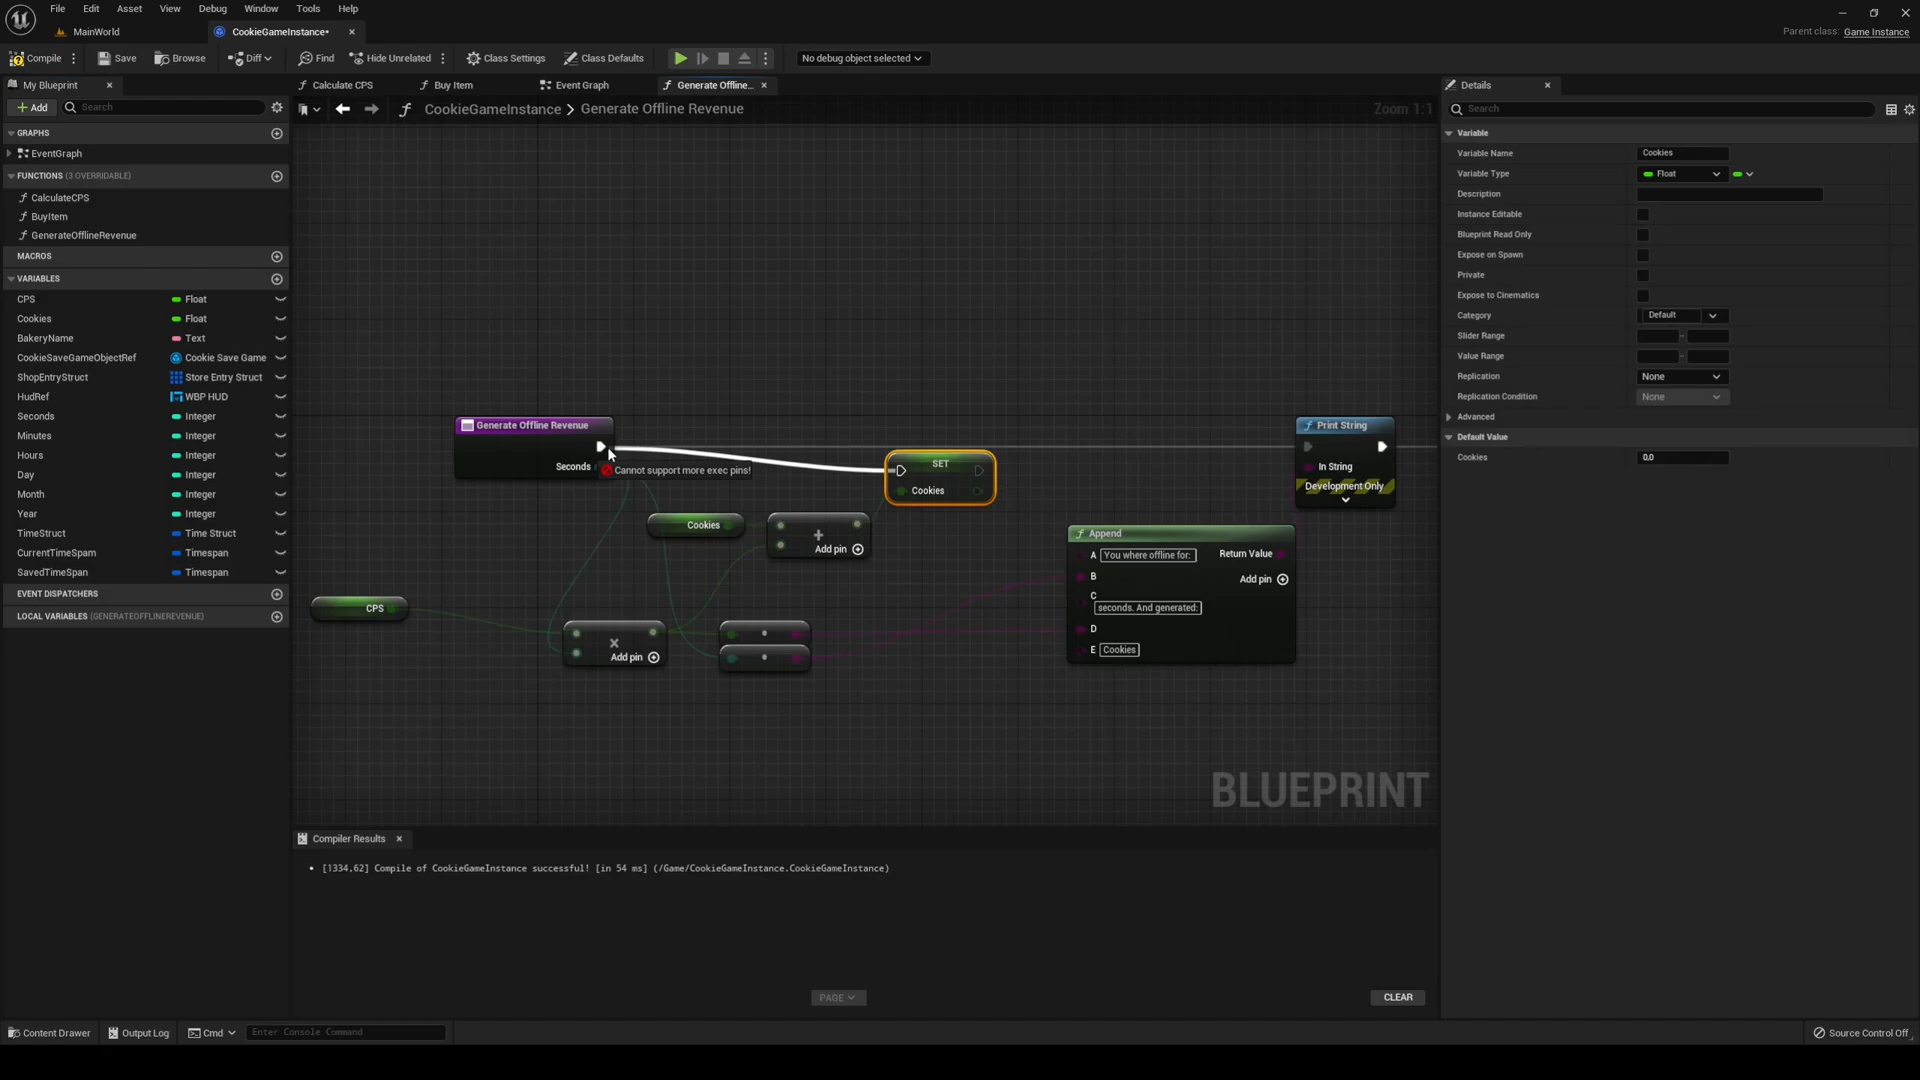 File Edit Asset View Debug Window Tools Help
MainWorld
CookieGameInstance•
Parent class: Game Instance
Compile Save Browse Diff Find Hide Unrelated Class Settings Class Defaults No debug object selected
My Blueprint
Calculate CPS Buy Item Event Graph Generate Offline...
Details
Add Search
CookieGameInstance > Generate Offline Revenue
Zoom 1:1
Search
GRAPHS
EventGraph
FUNCTIONS (3 OVERRIDABLE)
CalculateCPS
BuyItem
GenerateOfflineRevenue
MACROS
VARIABLES
CPS Float
Cookies Float
BakeryName Text
CookieSaveGameObjectRef Cookie Save Game
ShopEntryStruct Store Entry Struct
HudRef WBP HUD
Seconds Integer
Minutes Integer
Hours Integer
Day Integer
Month Integer
Year Integer
TimeStruct Time Struct
CurrentTimeSpam Timespan
SavedTimeSpan Timespan
EVENT DISPATCHERS
LOCAL VARIABLES (GENERATEOFFLINEREVENUE)
Generate Offline Revenue
Seconds
Cannot support more exec pins!
SET
Cookies
Cookies
+
Add pin
CPS
x
Add pin
Print String
In String
Development Only
Append
A You where offline for: Return Value
B Add pin
C
seconds. And generated:
D
E Cookies
BLUEPRINT
Variable
Variable Name Cookies
Variable Type Float
Description
Instance Editable
Blueprint Read Only
Expose on Spawn
Private
Expose to Cinematics
Category Default
Slider Range
Value Range
Replication None
Replication Condition None
Advanced
Default Value
Cookies 0,0
Compiler Results
• [1334,62] Compile of CookieGameInstance successful! [in 54 ms] (/Game/CookieGameInstance.CookieGameInstance)
PAGE
CLEAR
Content Drawer Output Log Cmd Enter Console Command Source Control Off